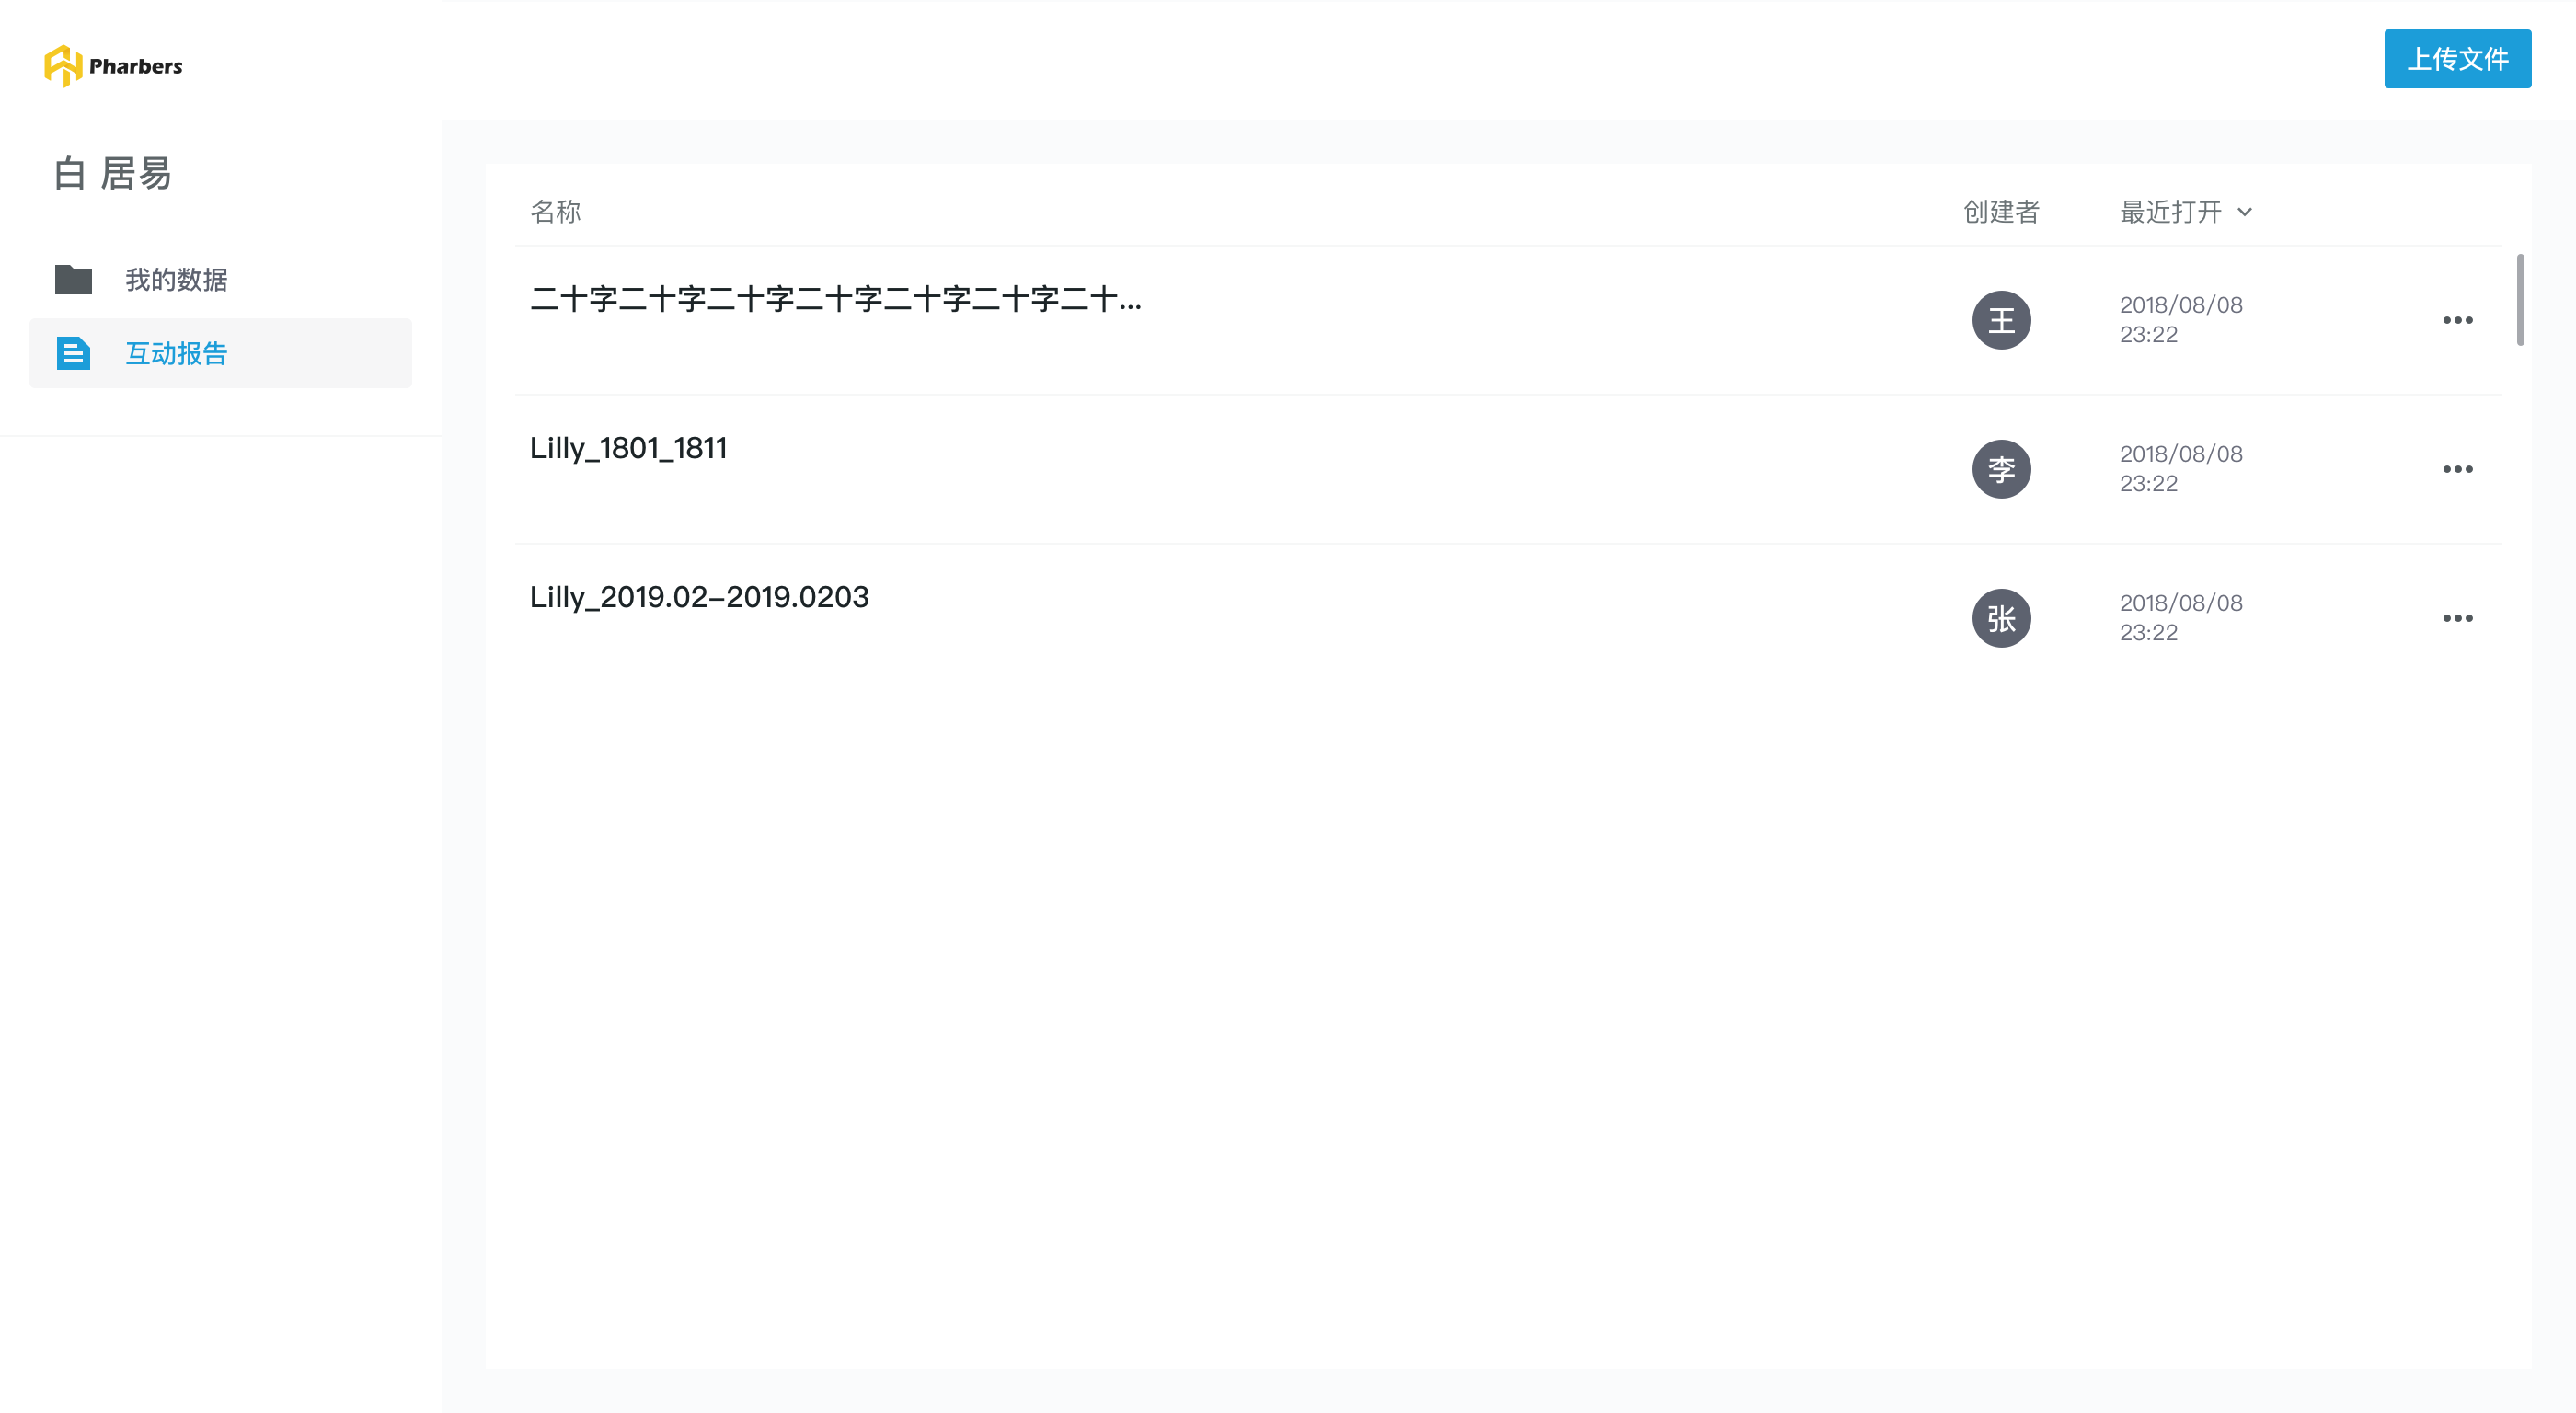 Pharbers
上传文件
白 居易
我的数据
互动报告
名称 创建者 最近打开
二十字二十字二十字二十字二十字二十字二十...
王
2018/08/08
23:22
Lilly_1801_1811
李
2018/08/08
23:22
Lilly_2019.02–2019.0203
张
2018/08/08
23:22